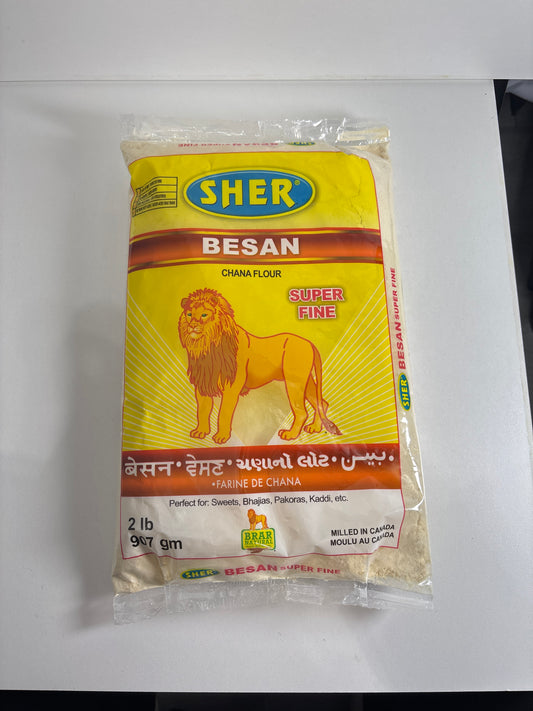 SHER®
BESAN
CHANA FLOUR
SUPER
FINE
बेसन • ਵੇਸਣ • ચણાનો લોટ • بیسن •
•FARINE DE CHANA
Perfect for: Sweets, Bhajias, Pakoras, Kaddi, etc.
2 lb
907 gm
BRAR
NATURAL
MILLED IN CANADA
MOULU AU CANADA
SHER BESAN SUPER FINE
SHER BESAN SUPER FINE